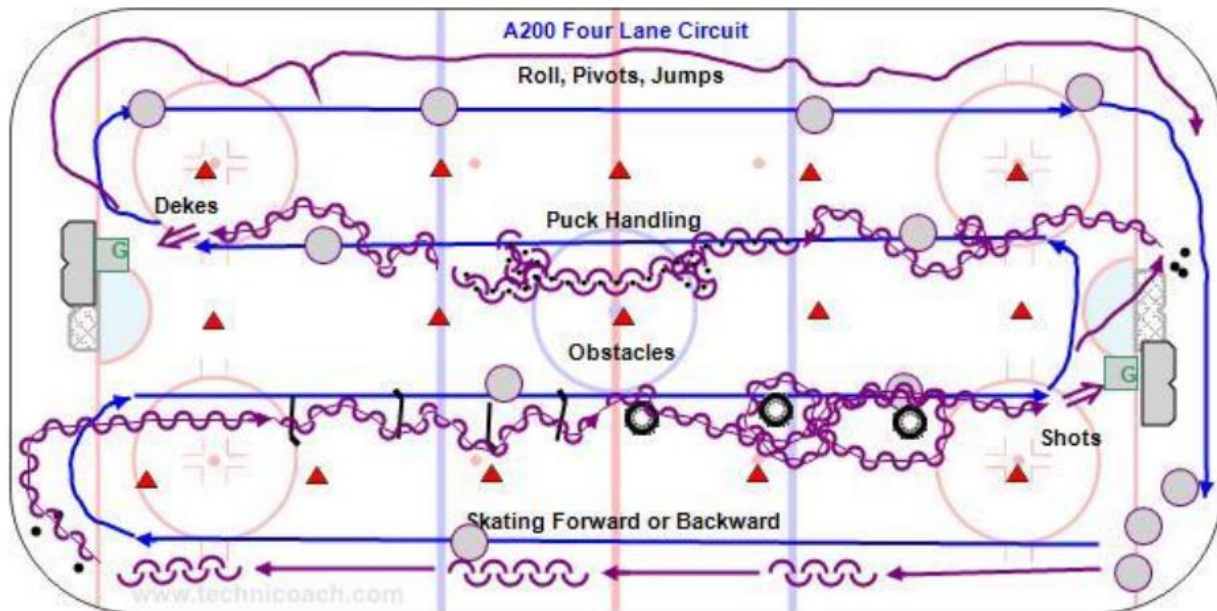 A200 Four Lane Circuit
Roll, Pivots, Jumps
Dekes
Puck Handling
G
Obstacles
G
Shots
Skating Forward or Backward
www.technicoach.com